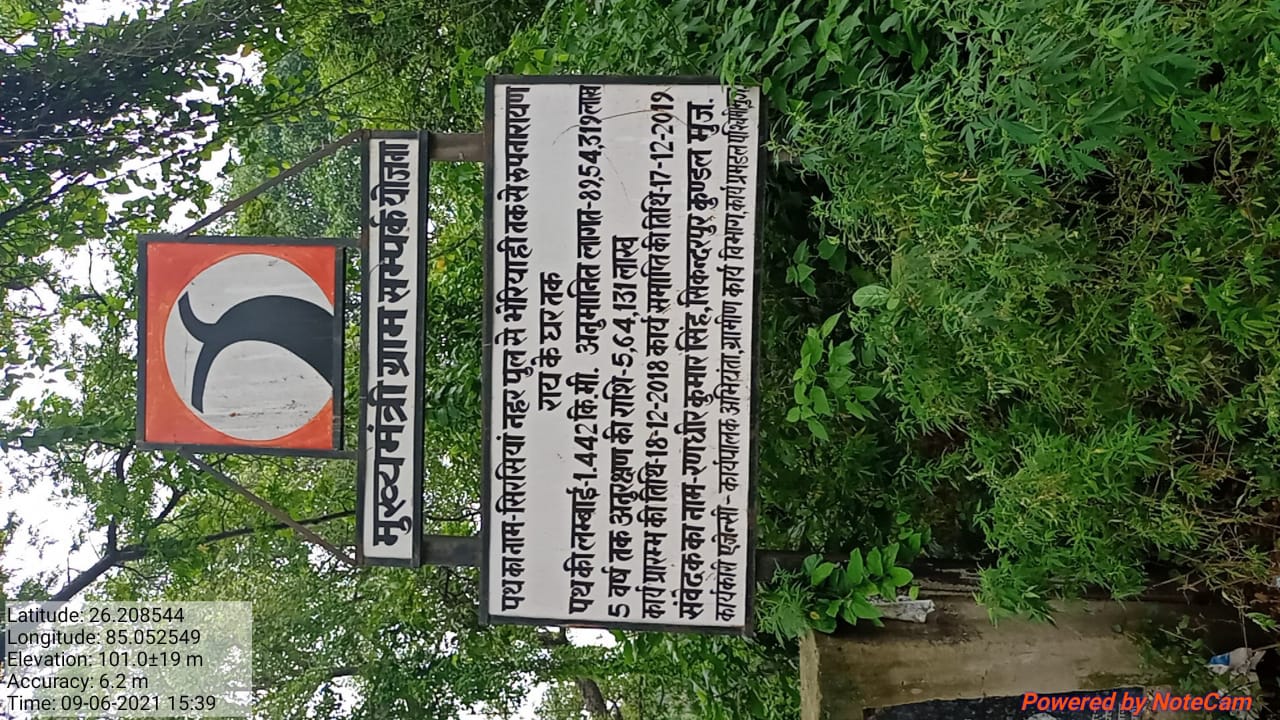 मुख्यमंत्री ग्राम सम्पर्क योजना
पथ का नाम-सिरसियां नहर पुल से भेरियाही तक से रुपनारायण
राय के घर तक
पथ की लम्बाई-1.442 कि.मी. अनुमानित लागत-89,54,319 लाख
5 वर्ष तक अनुरक्षण की राशि-5,64,131 लाख
कार्य प्रारम्भ की तिथि-18-12-2018 कार्य समाप्ति की तिथि-17-12-2019
संवेदक का नाम-रणधीर कुमार सिंह, सिकन्दरपुर कुण्डल मुज.
कार्यकारी एजेन्सी - कार्यपालक अभियंता, ग्रामीण कार्य विभाग, कार्य प्रमंडल
Latitude: 26.208544
Longitude: 85.052549
Elevation: 101.0±19 m
Accuracy: 6.2 m
Time: 09-06-2021 15:39
Powered by NoteCam